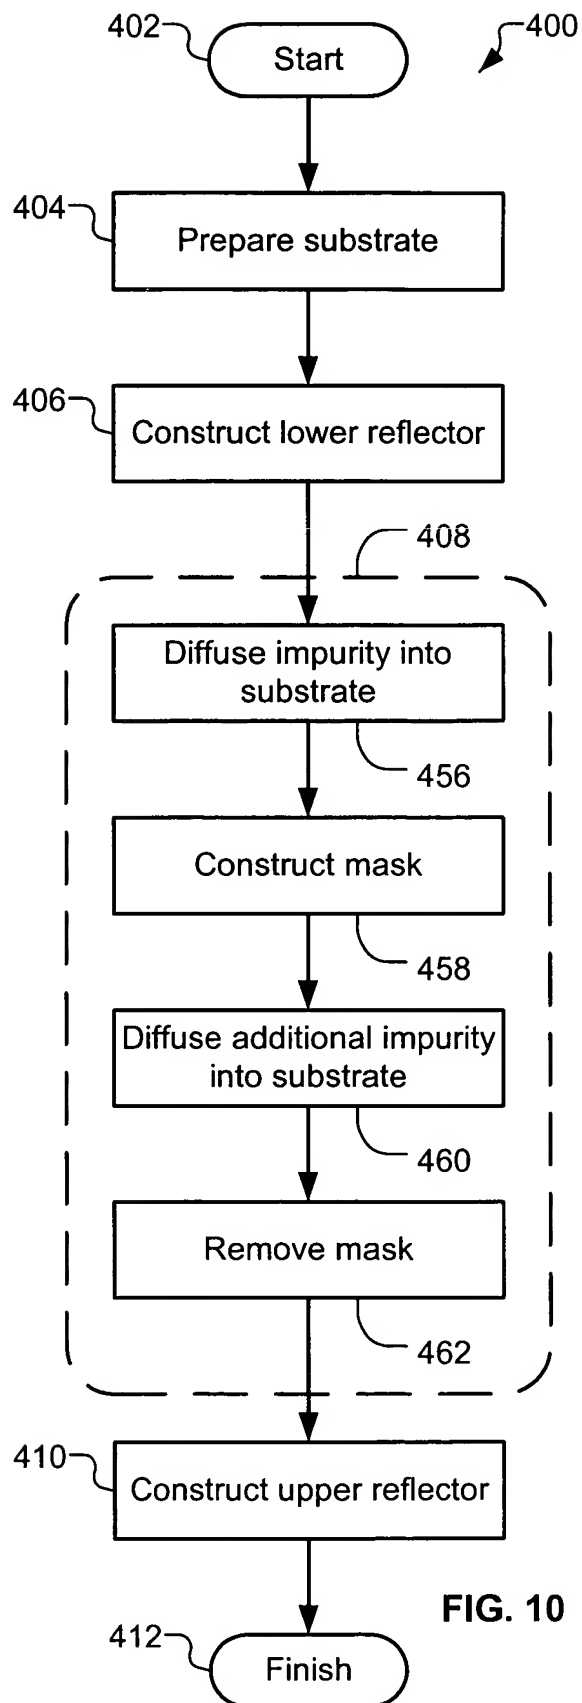 402
Start
400
404
Prepare substrate
406
Construct lower reflector
408
Diffuse impurity into
substrate
456
Construct mask
458
Diffuse additional impurity
into substrate
460
Remove mask
462
410
Construct upper reflector
FIG. 10
412
Finish